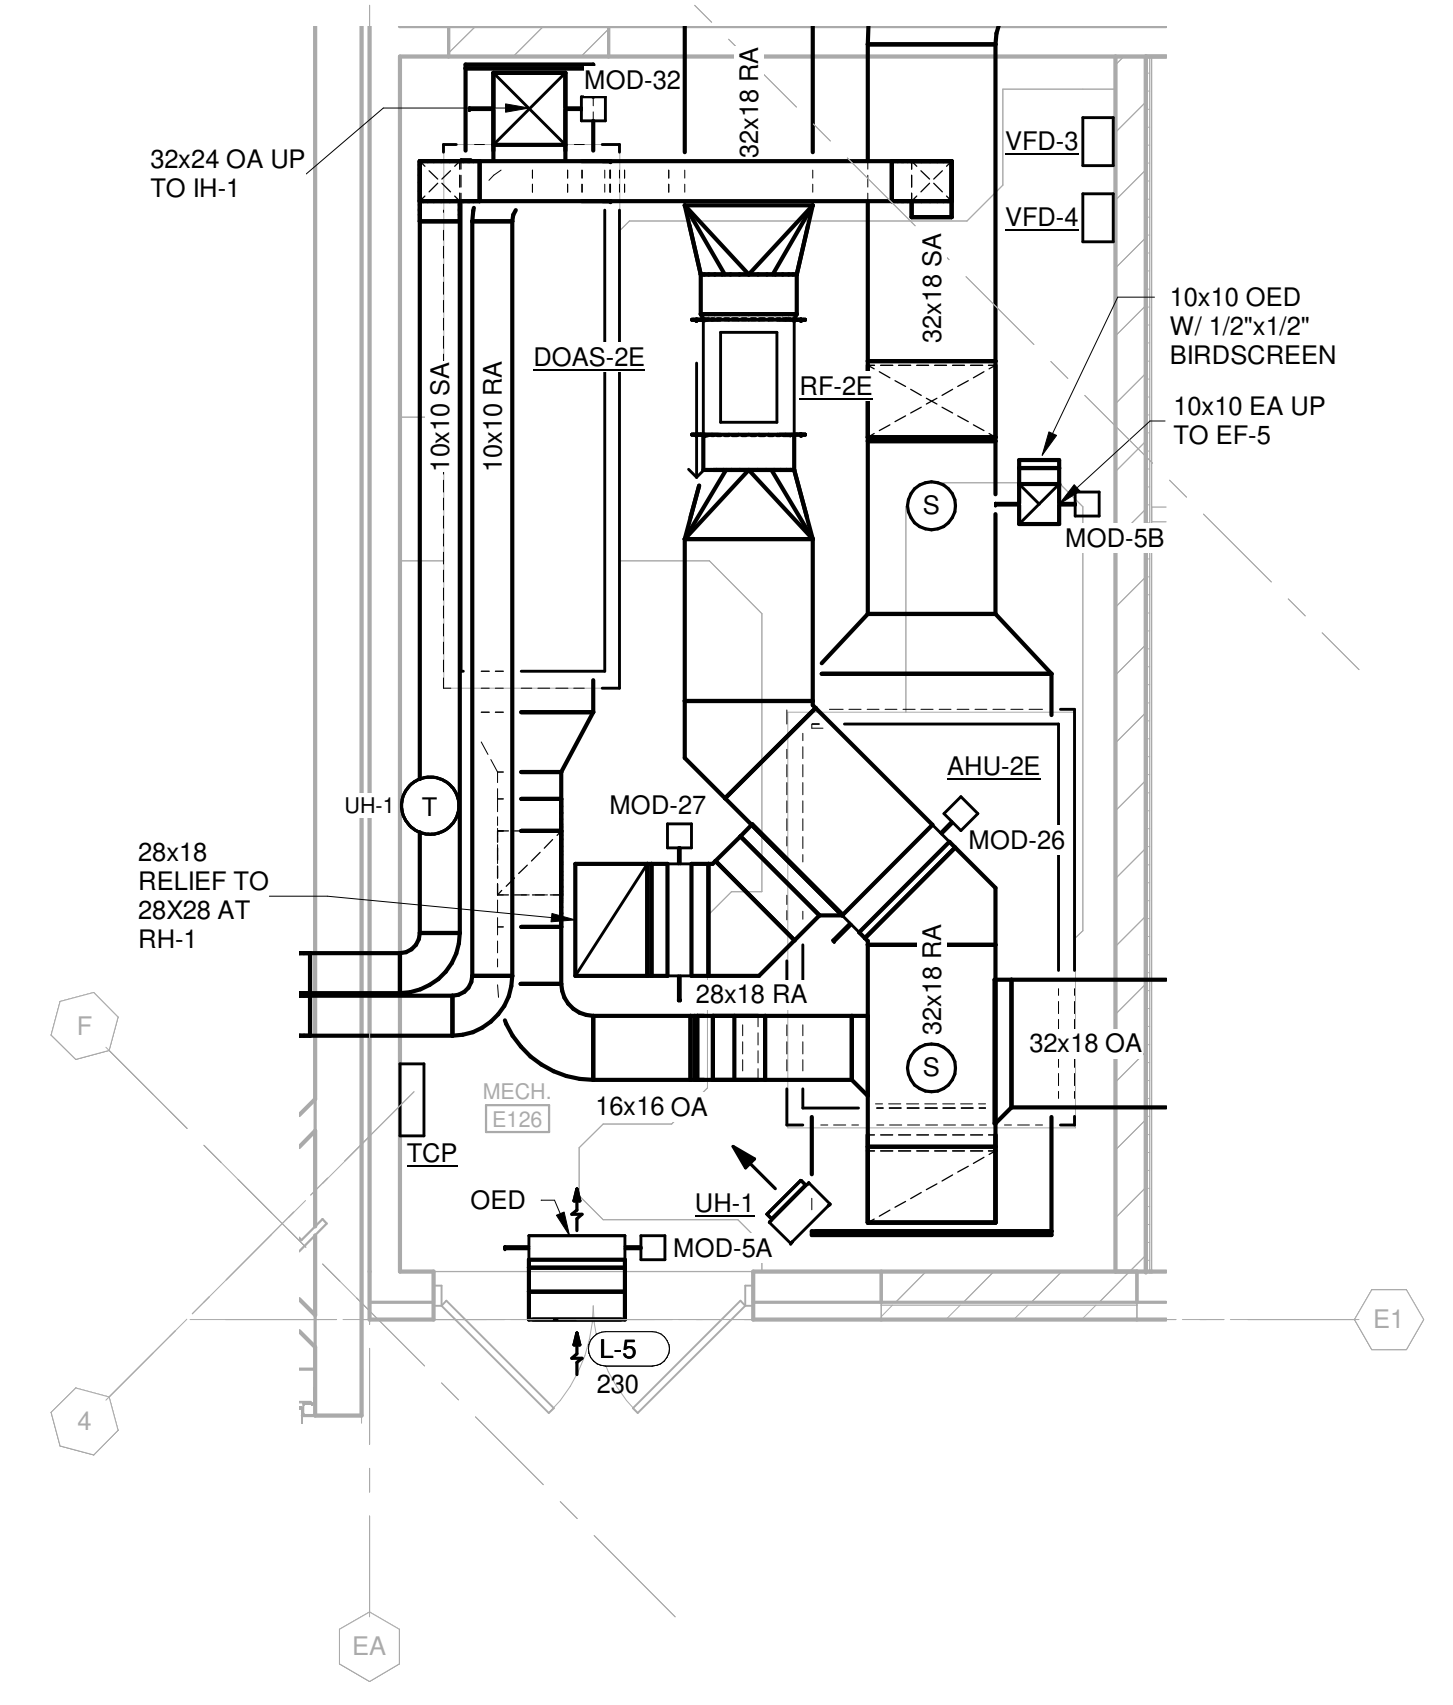 MOD-32
32x18 RA
32x24 OA UP
TO IH-1
VFD-3
VFD-4
32x18 SA
10x10 OED
W/ 1/2"x1/2"
BIRDSCREEN
DOAS-2E
RF-2E
10x10 SA
10x10 RA
10x10 EA UP
TO EF-5
S
MOD-5B
AHU-2E
UH-1
T
MOD-27
MOD-26
28x18
RELIEF TO
28X28 AT
RH-1
32x18 RA
28x18 RA
F
32x18 OA
S
MECH.
E126
16x16 OA
TCP
OED
UH-1
MOD-5A
L-5
230
E1
4
EA